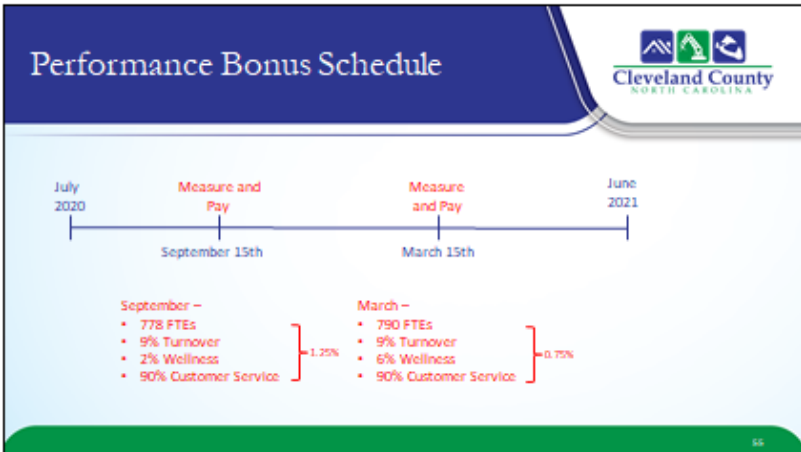 Performance Bonus Schedule
Cleveland County
NORTH CAROLINA
July
2020
Measure and
Pay
Measure
and Pay
June
2021
September 15th
March 15th
September –
• 778 FTEs
• 9% Turnover
• 2% Wellness
• 90% Customer Service
1.25%
March –
• 790 FTEs
• 9% Turnover
• 6% Wellness
• 90% Customer Service
0.75%
55